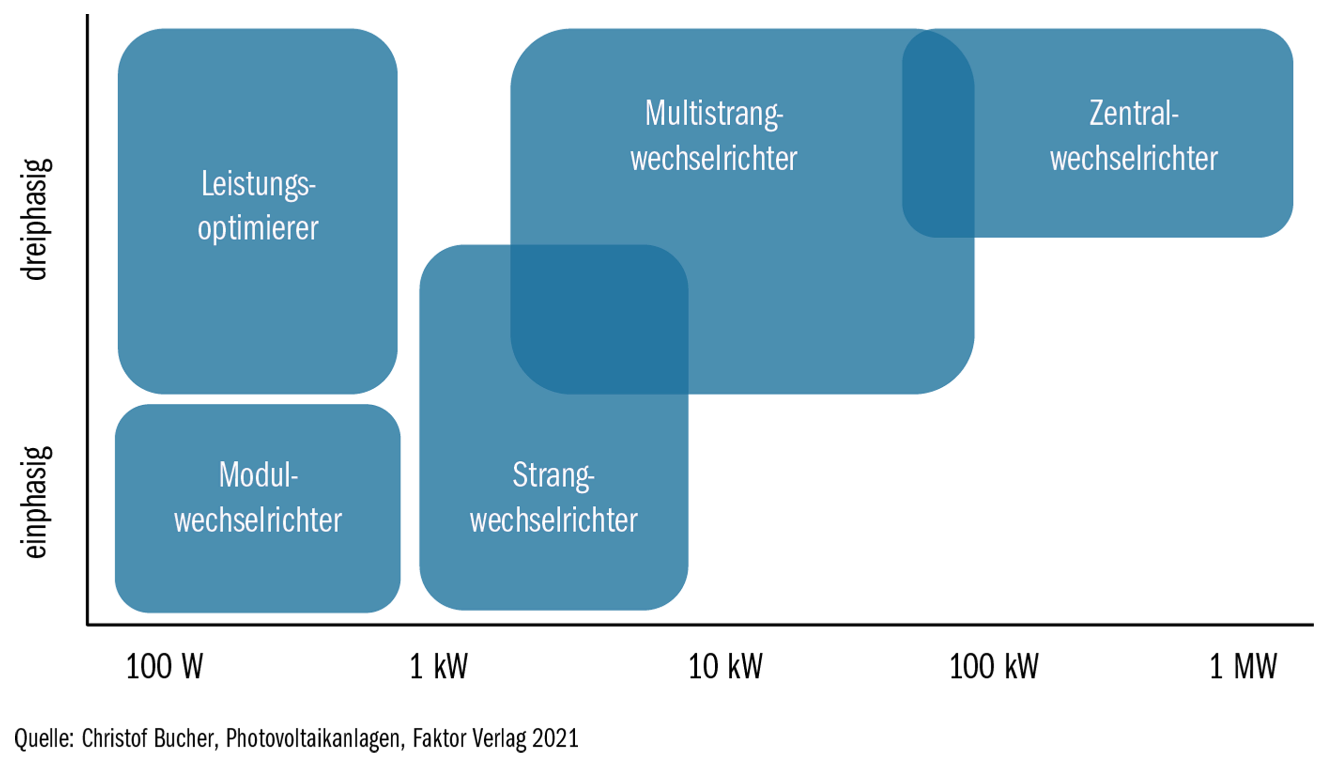 dreiphasig
einphasig
Leistungs-
optimierer
Multistrang-
wechselrichter
Zentral-
wechselrichter
Modul-
wechselrichter
Strang-
wechselrichter
100 W
1 kW
10 kW
100 kW
1 MW
Quelle: Christof Bucher, Photovoltaikanlagen, Faktor Verlag 2021